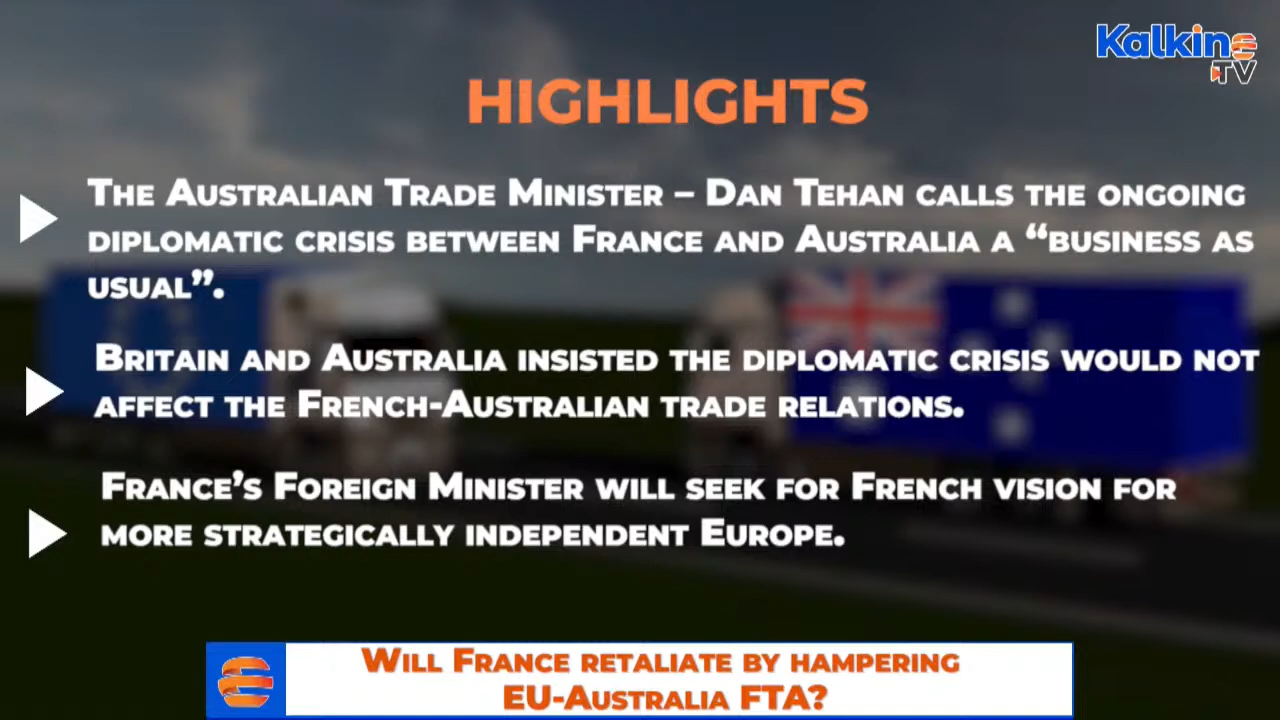 Kalkine
TV
HIGHLIGHTS
The Australian Trade Minister – Dan Tehan calls the ongoing
diplomatic crisis between France and Australia a “business as
usual”.
Britain and Australia insisted the diplomatic crisis would not
affect the French-Australian trade relations.
France’s Foreign Minister will seek for French vision for
more strategically independent Europe.
Will France retaliate by hampering
EU-Australia FTA?